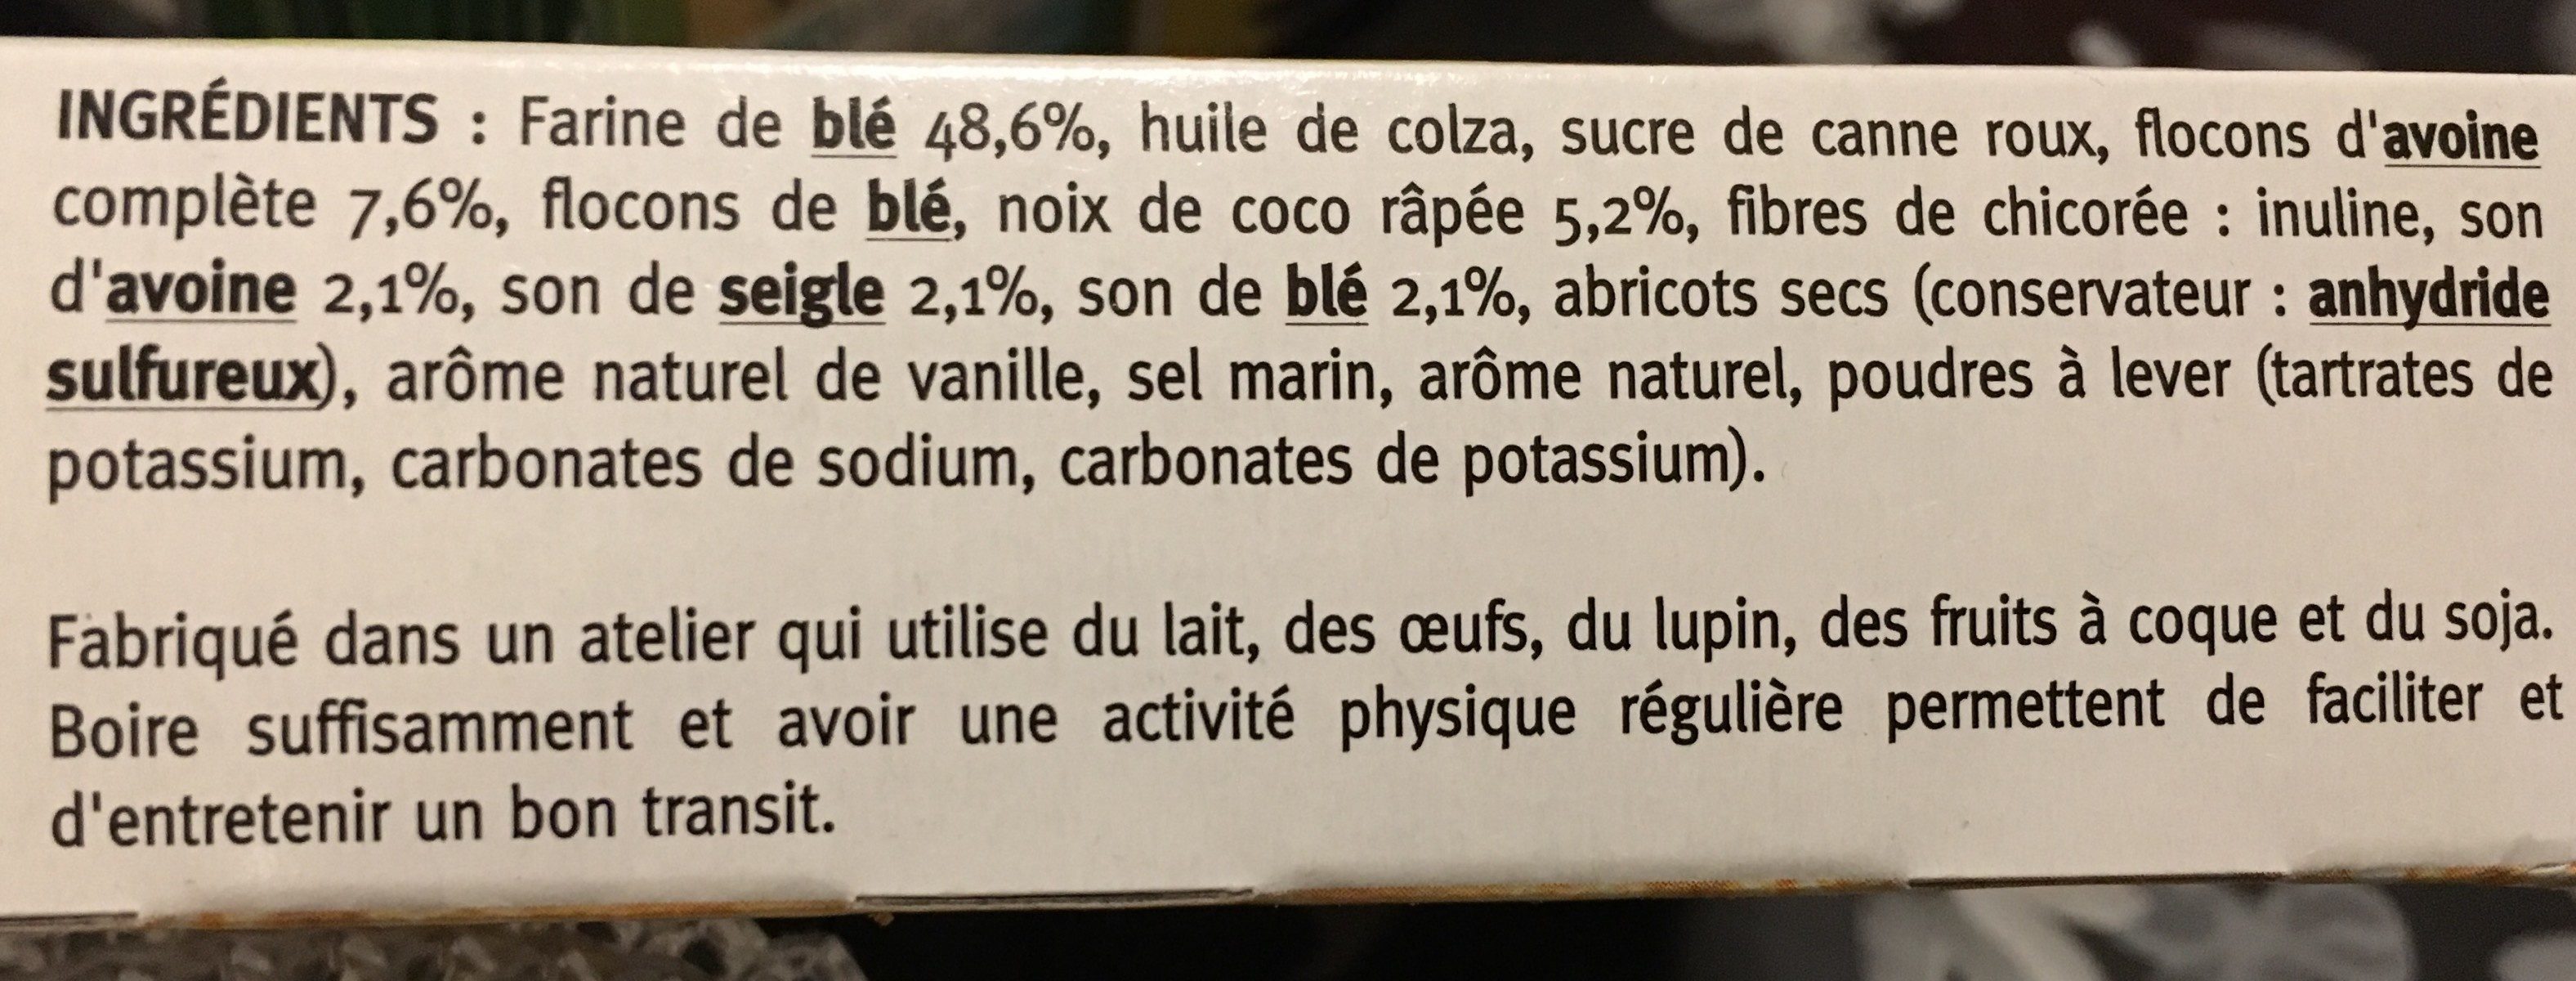 INGRÉDIENTS : Farine de blé 48,6%, huile de colza, sucre de canne roux, flocons d'avoine
complète 7,6%, flocons de blé, noix de coco râpée 5,2%, fibres de chicorée : inuline, son
d'avoine 2,1%, son de seigle 2,1%, son de blé 2,1%, abricots secs (conservateur : anhydride
sulfureux), arôme naturel de vanille, sel marin, arôme naturel, poudres à lever (tartrates de
potassium, carbonates de sodium, carbonates de potassium).
Fabriqué dans un atelier qui utilise du lait, des œufs, du lupin, des fruits à coque et du soja.
Boire suffisamment et avoir une activité physique régulière permettent de faciliter et
d'entretenir un bon transit.